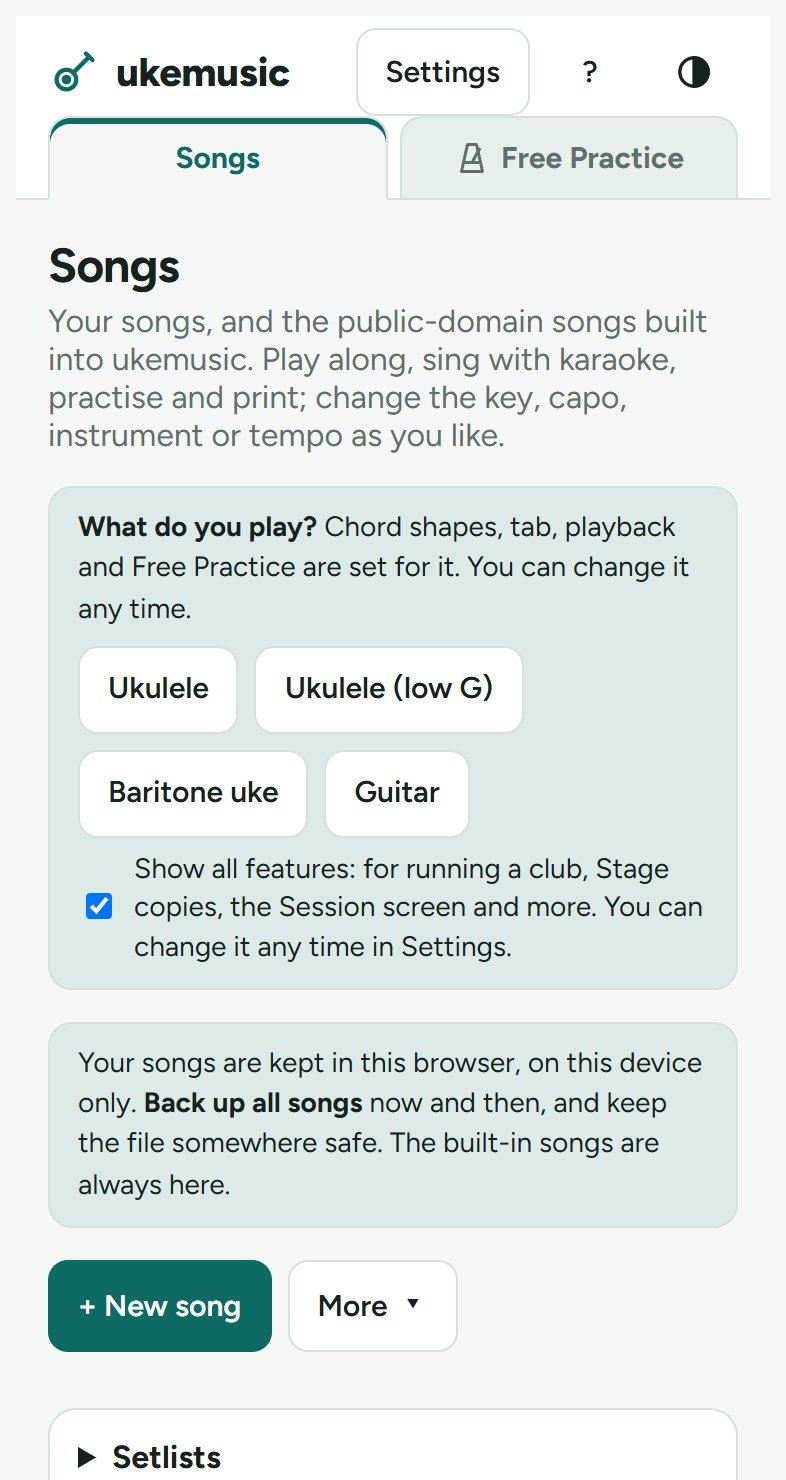 ukemusic
Settings
?
Songs
Free Practice
Songs
Your songs, and the public-domain songs built
into ukemusic. Play along, sing with karaoke,
practise and print; change the key, capo,
instrument or tempo as you like.
What do you play? Chord shapes, tab, playback
and Free Practice are set for it. You can change it
any time.
Ukulele
Ukulele (low G)
Baritone uke
Guitar
Show all features: for running a club, Stage
copies, the Session screen and more. You can
change it any time in Settings.
Your songs are kept in this browser, on this device
only. Back up all songs now and then, and keep
the file somewhere safe. The built-in songs are
always here.
+ New song
More ▼
▶ Setlists